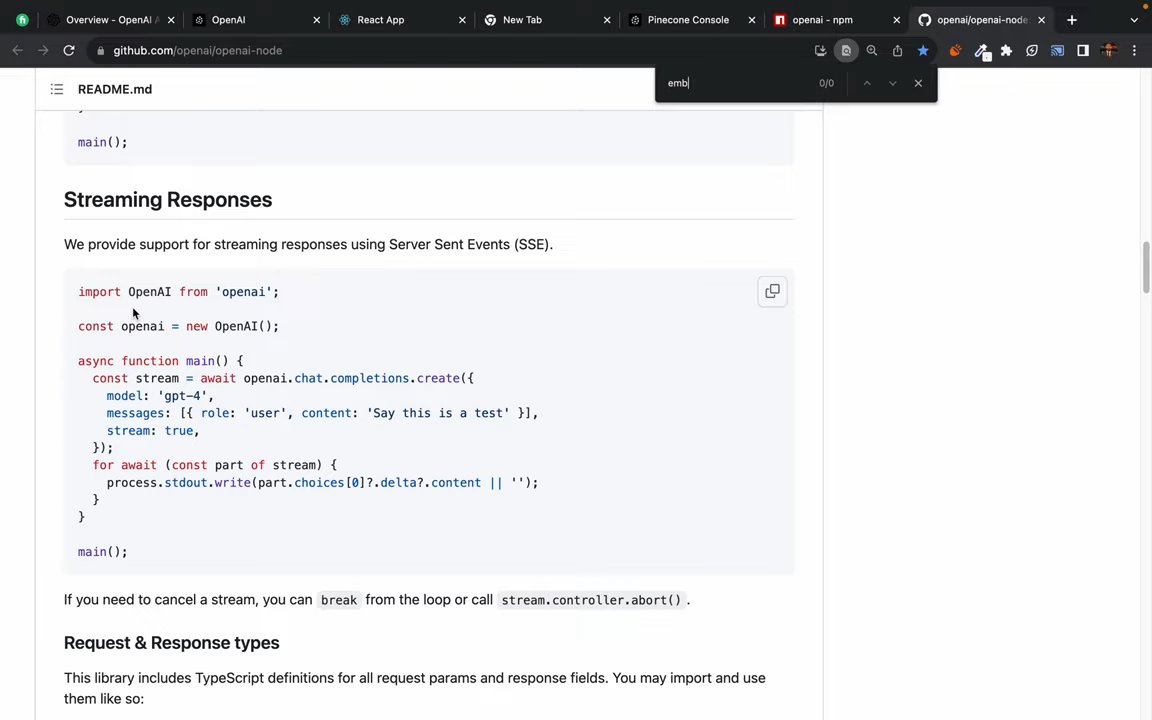 Overview - OpenAI A
OpenAI
React App
New Tab
Pinecone Console
openai - npm
openai/openai-node:
github.com/openai/openai-node
emb
0/0
README.md
main();
Streaming Responses
We provide support for streaming responses using Server Sent Events (SSE).
import OpenAI from 'openai';
const openai = new OpenAI();
async function main() {
const stream = await openai.chat.completions.create({
model: 'gpt-4',
messages: [{ role: 'user', content: 'Say this is a test' }],
stream: true,
});
for await (const part of stream) {
process.stdout.write(part.choices[0]?.delta?.content || '');
}
}
main();
If you need to cancel a stream, you can break from the loop or call stream.controller.abort() .
Request & Response types
This library includes TypeScript definitions for all request params and response fields. You may import and use
them like so: